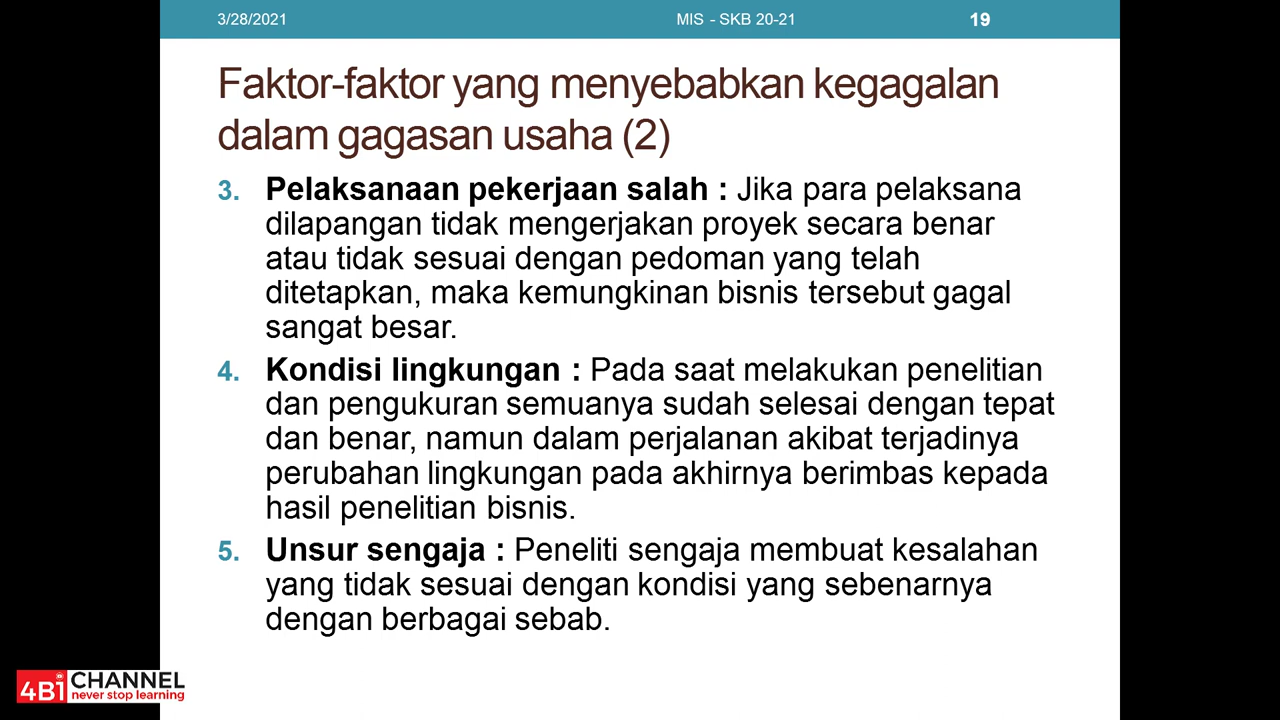 3/28/2021 MIS - SKB 20-21 19
Faktor-faktor yang menyebabkan kegagalan
dalam gagasan usaha (2)
3. Pelaksanaan pekerjaan salah : Jika para pelaksana
dilapangan tidak mengerjakan proyek secara benar
atau tidak sesuai dengan pedoman yang telah
ditetapkan, maka kemungkinan bisnis tersebut gagal
sangat besar.
4. Kondisi lingkungan : Pada saat melakukan penelitian
dan pengukuran semuanya sudah selesai dengan tepat
dan benar, namun dalam perjalanan akibat terjadinya
perubahan lingkungan pada akhirnya berimbas kepada
hasil penelitian bisnis.
5. Unsur sengaja : Peneliti sengaja membuat kesalahan
yang tidak sesuai dengan kondisi yang sebenarnya
dengan berbagai sebab.
4Bi CHANNEL
never stop learning